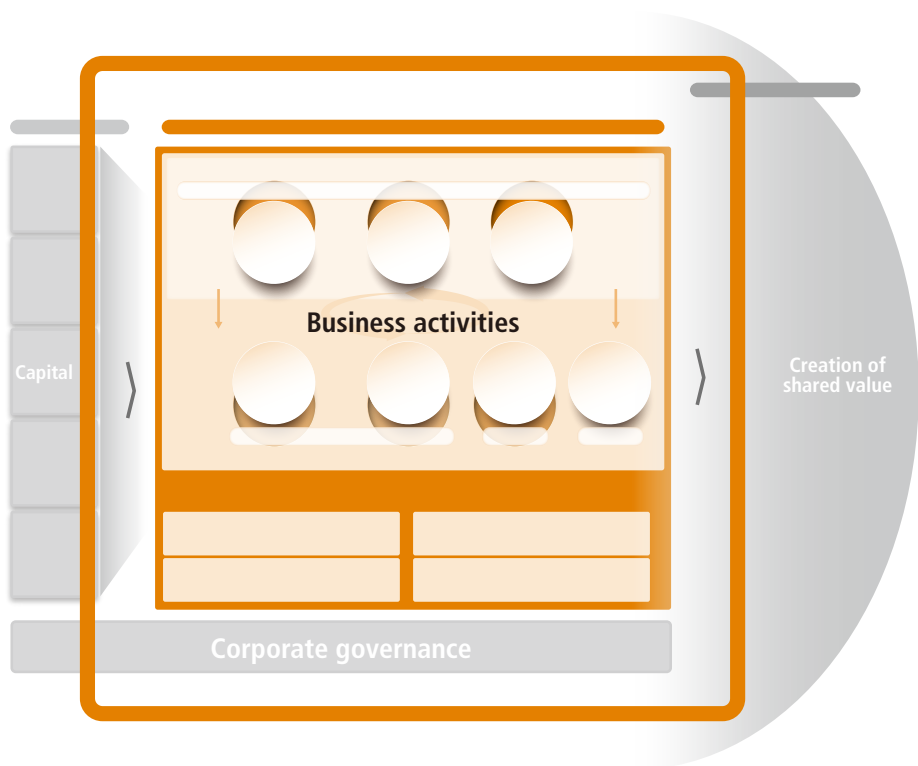 Business activities
Capital
Creation of
shared value
Corporate governance